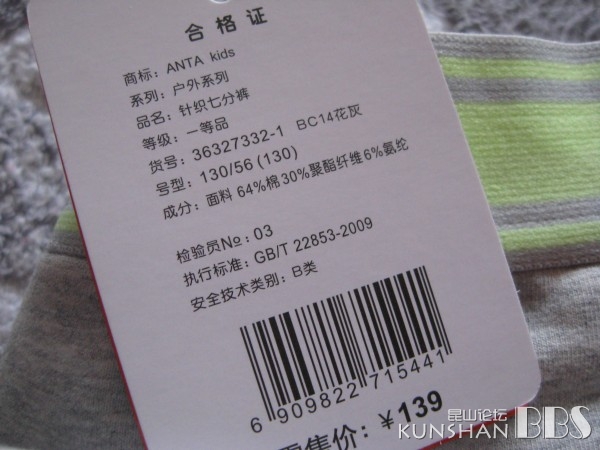 合格证
商标：ANTA kids
系列：户外系列
品名：针织七分裤
等级：一等品
货号：36327332-1 BC14花灰
号型：130/56 (130)
成分：面料 64%棉30%聚酯纤维6%氨纶
检验员№：03
执行标准：GB/T 22853-2009
安全技术类别：B类
6 909822 715441
零售价：¥139
昆山论坛
KUNSHAN BBS